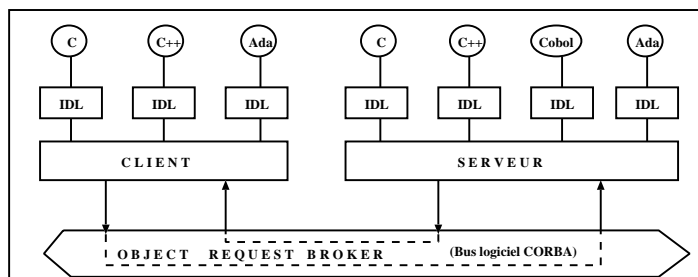 C C++ Ada C C++ Cobol Ada
IDL IDL IDL IDL IDL IDL IDL
CLIENT SERVEUR
OBJECT REQUEST BROKER (Bus logiciel CORBA)